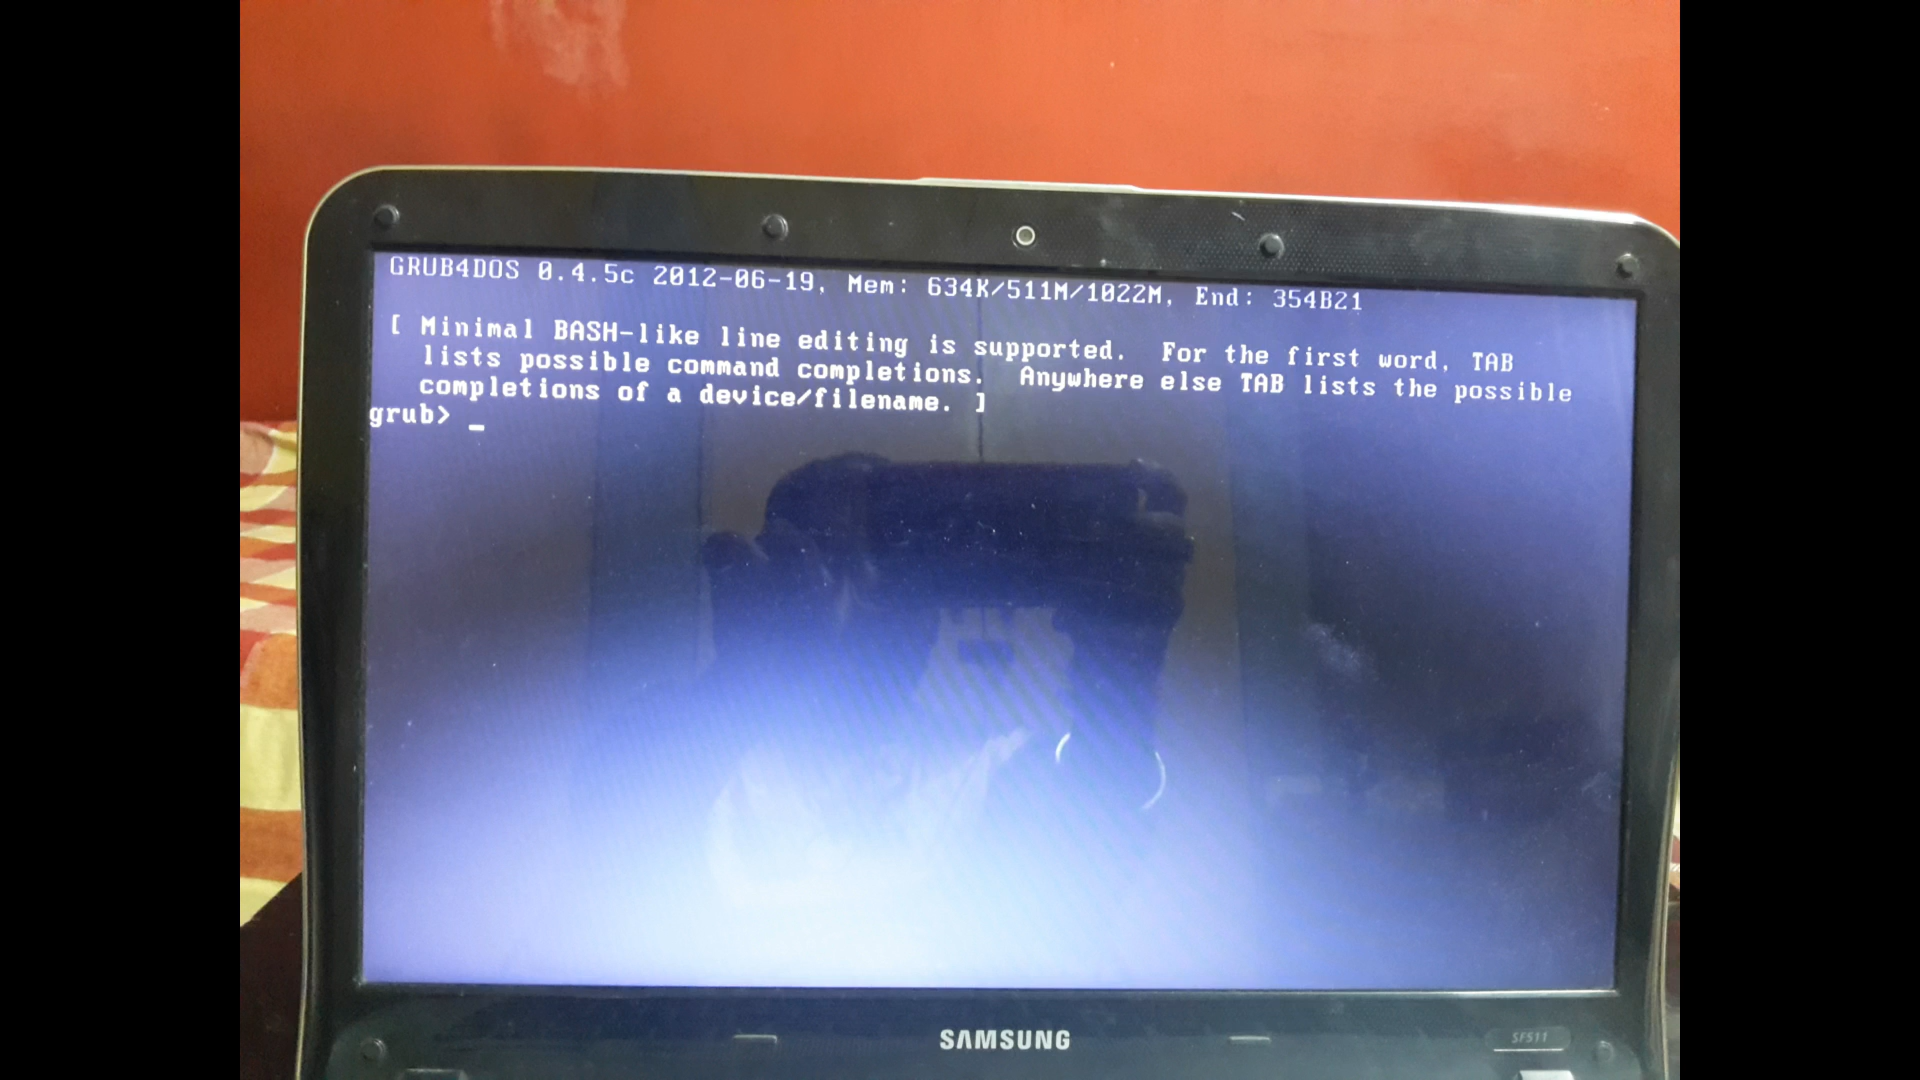 GRUB4DOS 0.4.5c 2012-06-19, Mem: 634K/511M/1022M, End: 354B21
[ Minimal BASH-like line editing is supported.  For the first word, TAB
lists possible command completions.  Anywhere else TAB lists the possible
completions of a device/filename. ]
grub> _
SAMSUNG
SF511